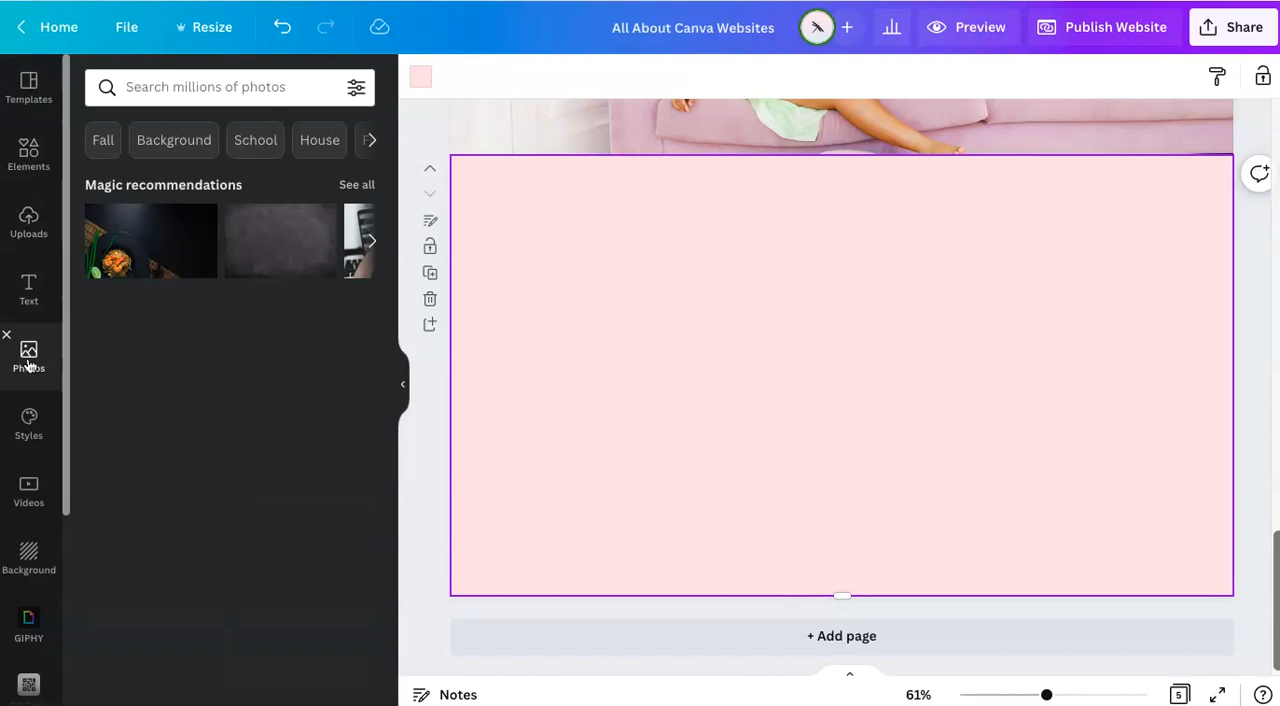 Home File Resize All About Canva Websites + Preview Publish Website Share
Templates
Elements
Uploads
Text
Photos
Styles
Videos
Background
GIPHY
Search millions of photos
Fall Background School House
Magic recommendations See all
+ Add page
Notes 61% 5